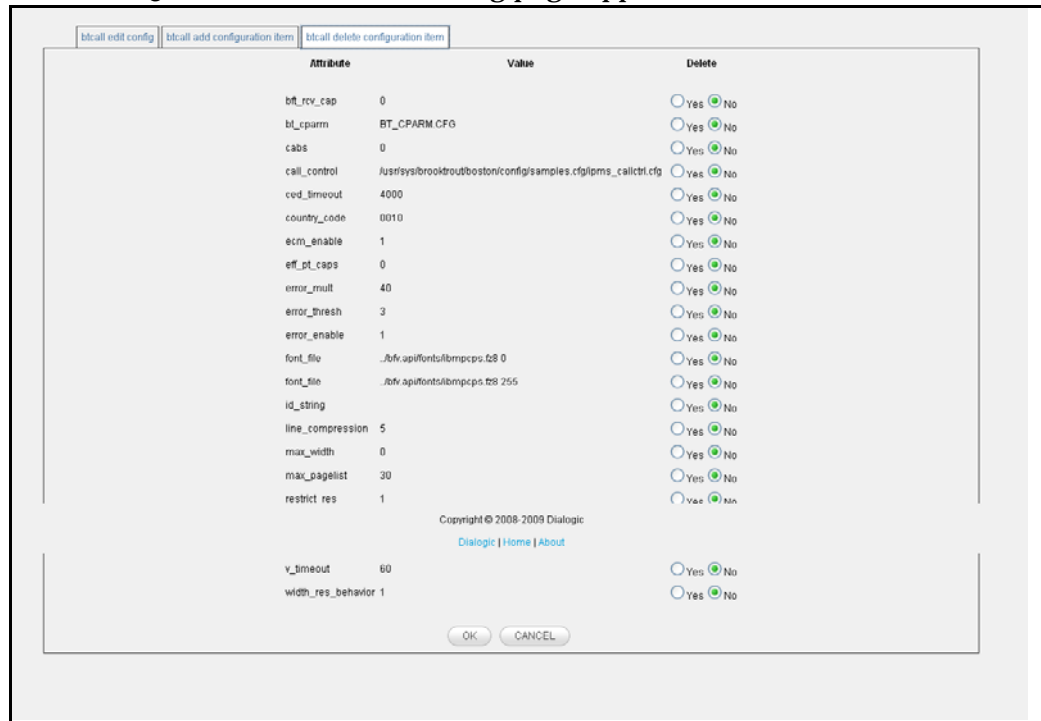 btcall edit config btcall add configuration item btcall delete configuration item
Attribute Value Delete
bft_rcv_cap 0 Yes No
bt_cparm BT_CPARM.CFG Yes No
cabs 0 Yes No
call_control /usr/sys/brooktrout/boston/config/samples.cfg/ipms_callctrl.cfg Yes No
ced_timeout 4000 Yes No
country_code 0010 Yes No
ecm_enable 1 Yes No
eff_pt_caps 0 Yes No
error_mult 40 Yes No
error_thresh 3 Yes No
error_enable 1 Yes No
font_file ../bfv.api/fonts/ibmpcps.fz8 0 Yes No
font_file ../bfv.api/fonts/ibmpcps.fz8 255 Yes No
id_string Yes No
line_compression 5 Yes No
max_width 0 Yes No
max_pagelist 30 Yes No
restrict_res 1 Yes No
Copyright © 2008-2009 Dialogic
Dialogic | Home | About
v_timeout 60 Yes No
width_res_behavior 1 Yes No
OK CANCEL